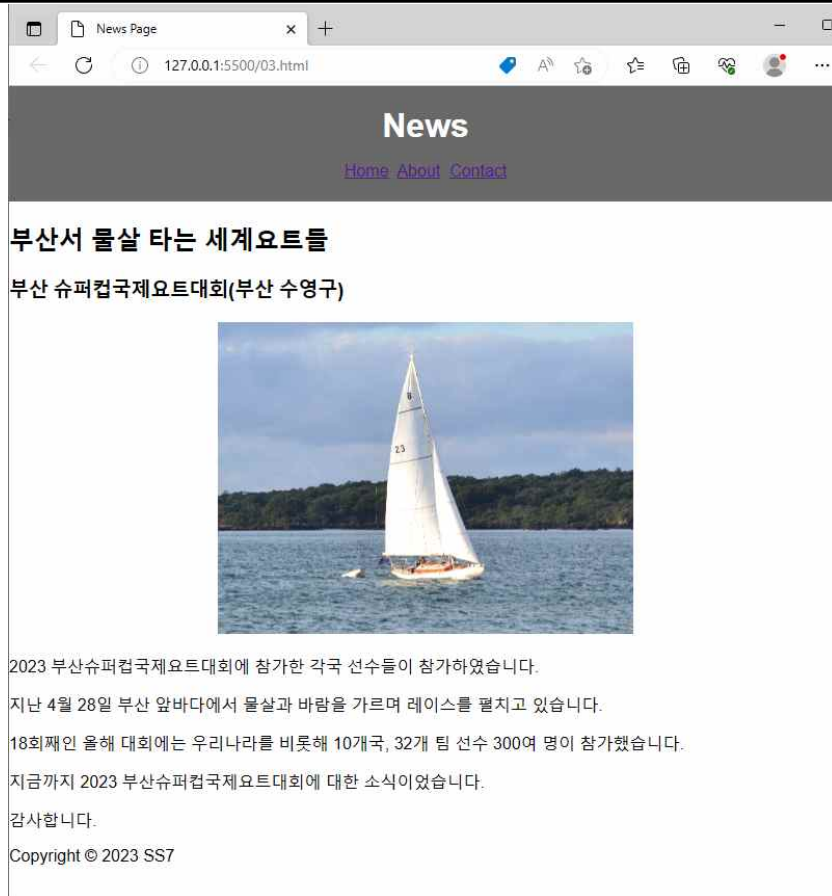 News Page
127.0.0.1:5500/03.html
News
Home About Contact
부산서 물살 타는 세계요트들
부산 슈퍼컵국제요트대회(부산 수영구)
8
23
2023 부산슈퍼컵국제요트대회에 참가한 각국 선수들이 참가하였습니다.
지난 4월 28일 부산 앞바다에서 물살과 바람을 가르며 레이스를 펼치고 있습니다.
18회째인 올해 대회에는 우리나라를 비롯해 10개국, 32개 팀 선수 300여 명이 참가했습니다.
지금까지 2023 부산슈퍼컵국제요트대회에 대한 소식이었습니다.
감사합니다.
Copyright © 2023 SS7